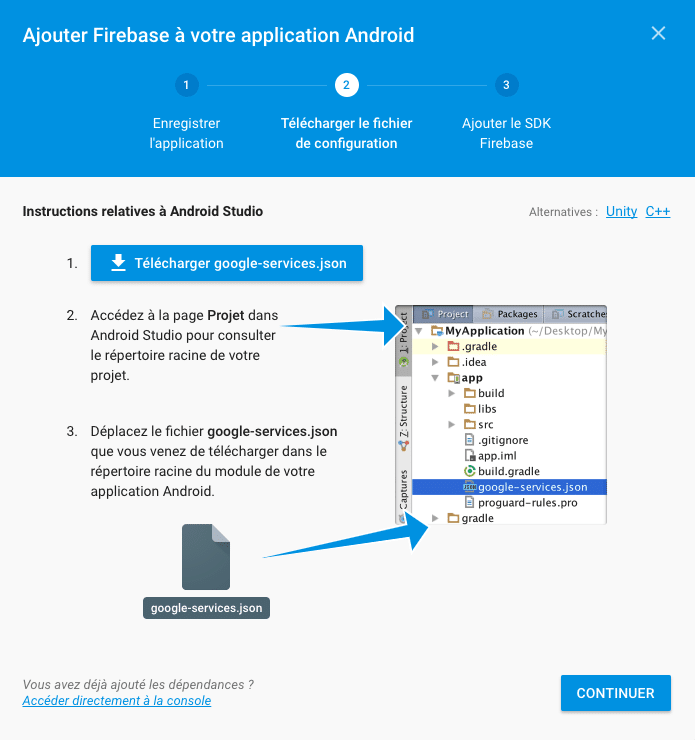 Ajouter Firebase à votre application Android
1
2
3
Enregistrer
l'application
Télécharger le fichier
de configuration
Ajouter le SDK
Firebase
Instructions relatives à Android Studio
Alternatives : Unity C++
1. Télécharger google-services.json
2. Accédez à la page Projet dans
Android Studio pour consulter
le répertoire racine de votre
projet.
3. Déplacez le fichier google-services.json
que vous venez de télécharger dans le
répertoire racine du module de votre
application Android.
google-services.json
Project Packages Scratche
1: Project
Z: Structure
Captures
MyApplication (~/Desktop/My
.gradle
.idea
app
build
libs
src
.gitignore
app.iml
build.gradle
google-services.json
proguard-rules.pro
gradle
Vous avez déjà ajouté les dépendances ?
Accéder directement à la console
CONTINUER